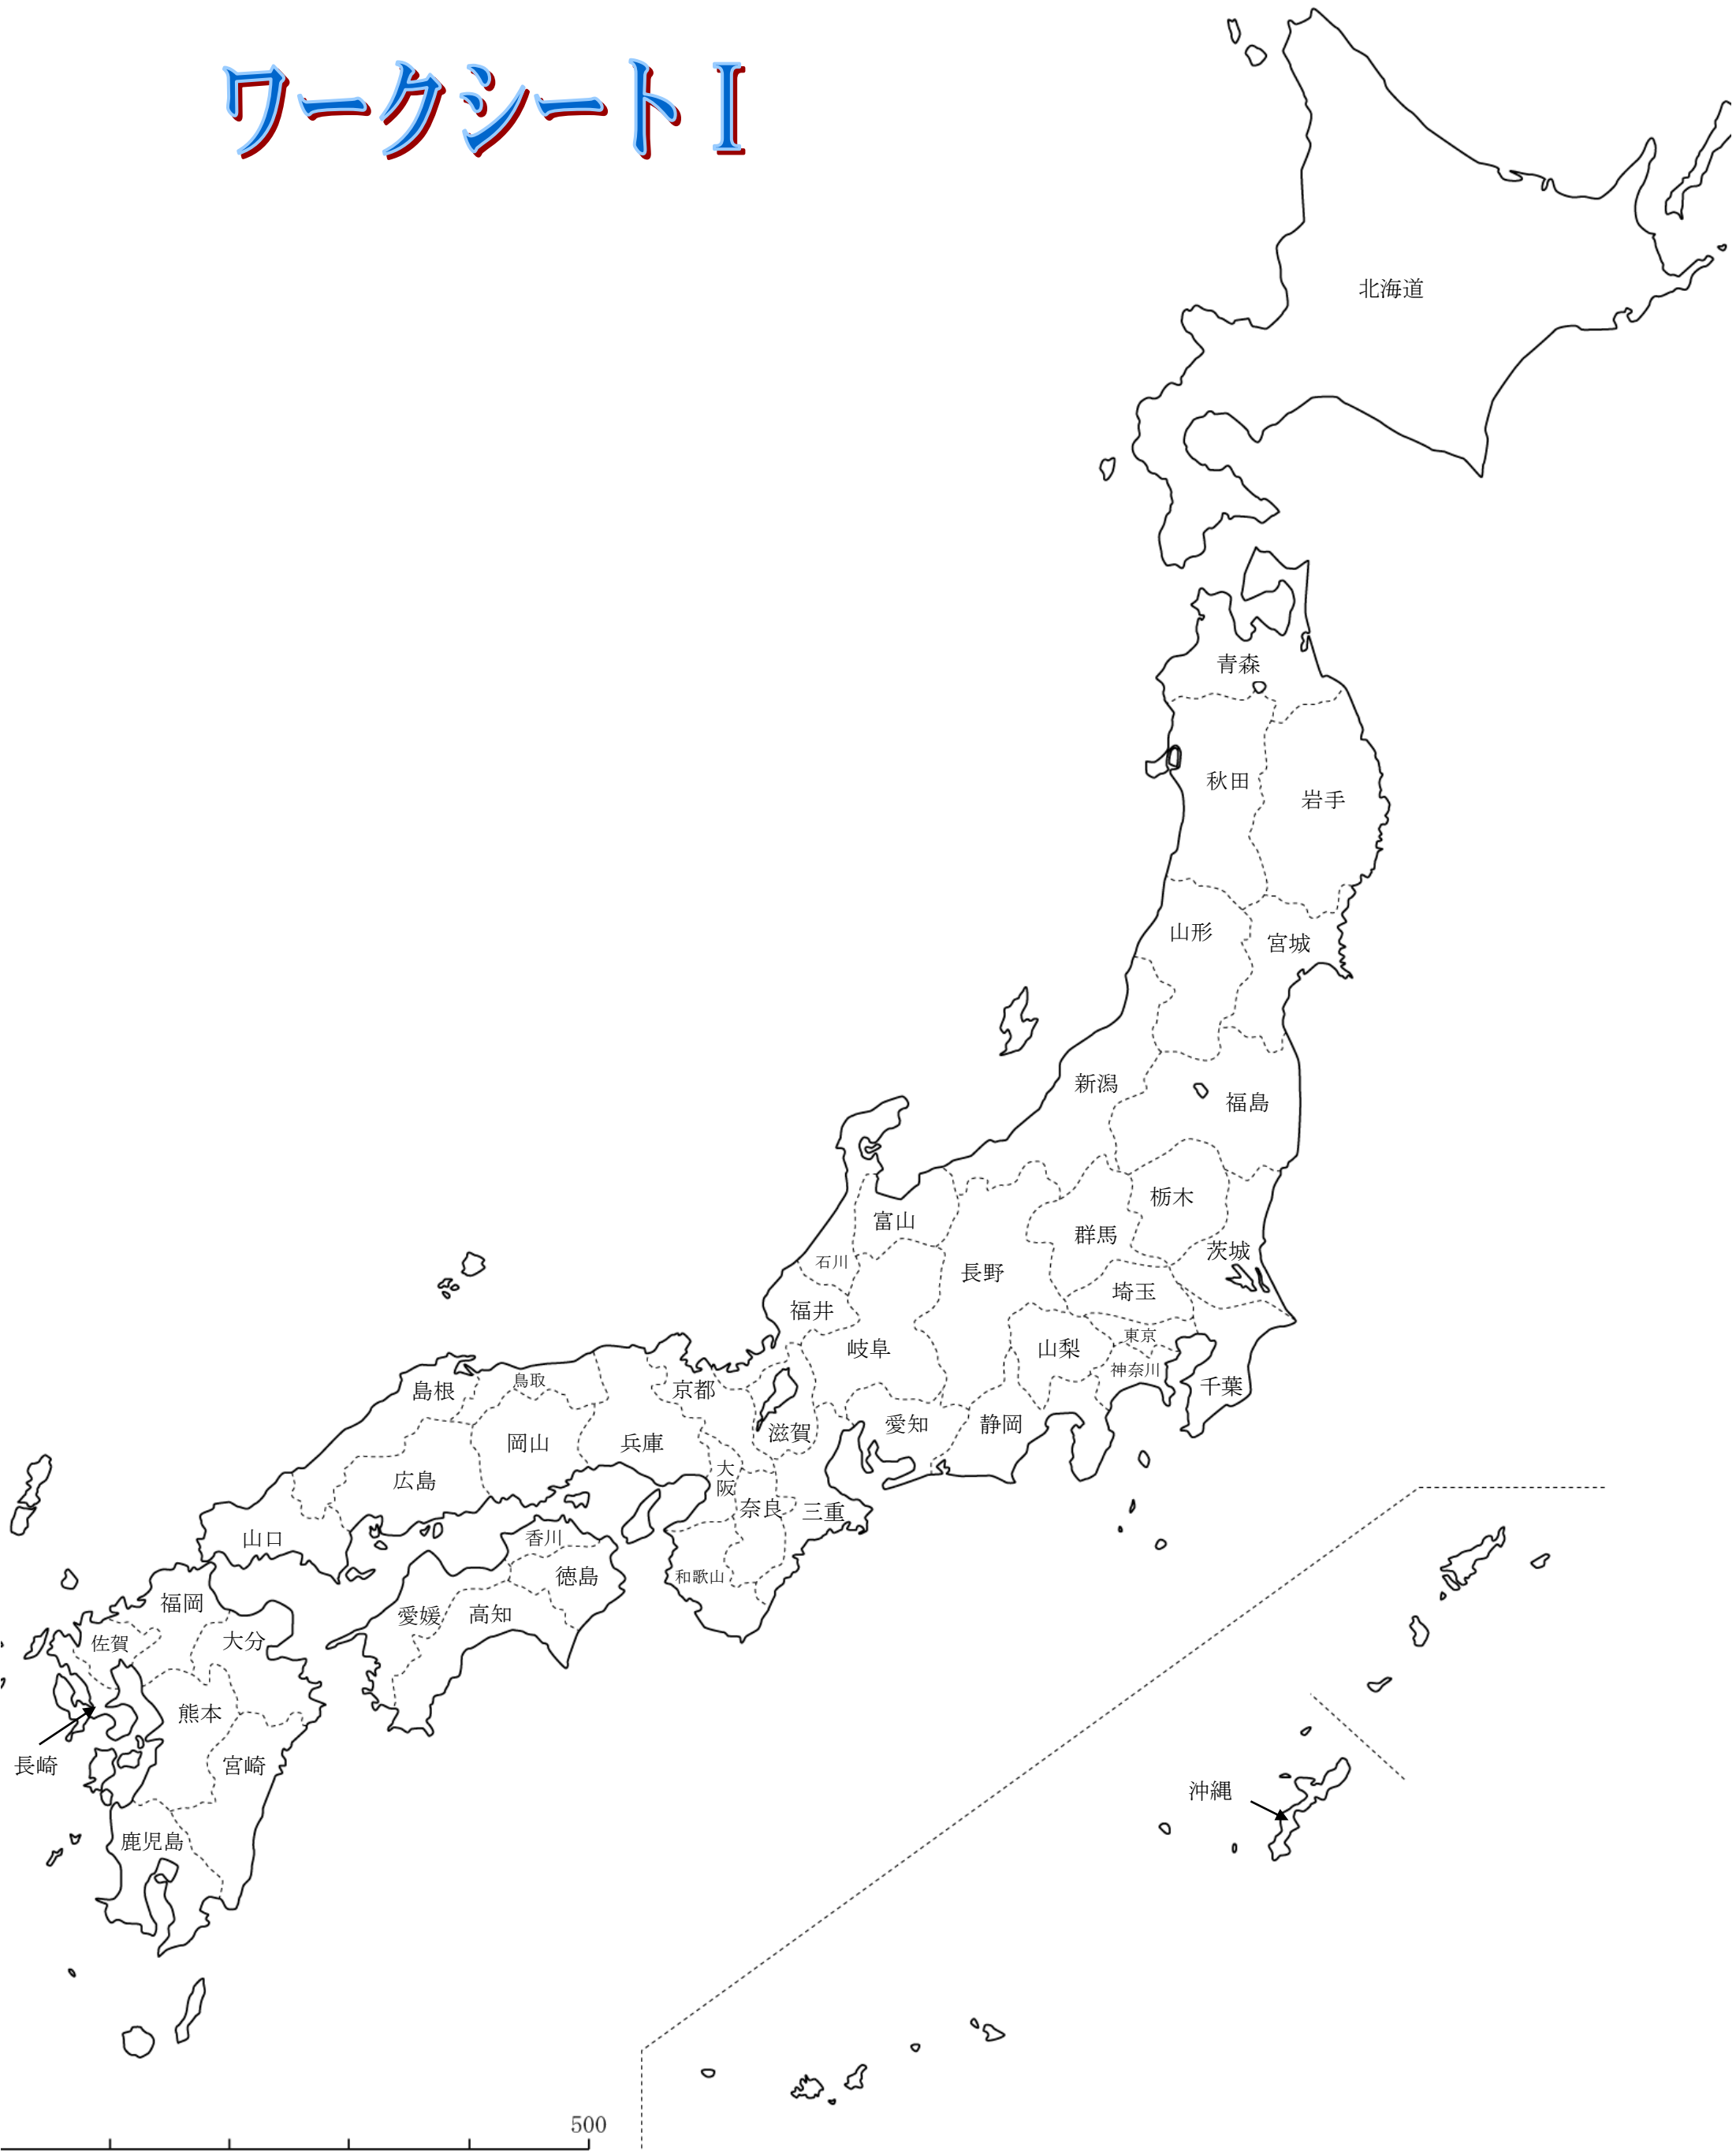 ワークシートⅠ
北海道
青森
秋田
岩手
山形
宮城
新潟
福島
栃木
富山
群馬
茨城
石川
長野
埼玉
福井
東京
岐阜
山梨
神奈川
鳥取
千葉
島根
京都
愛知
静岡
滋賀
岡山
兵庫
大
阪
広島
奈良
三重
山口
香川
和歌山
徳島
福岡
愛媛
高知
佐賀
大分
熊本
長崎
宮崎
沖縄
鹿児島
500